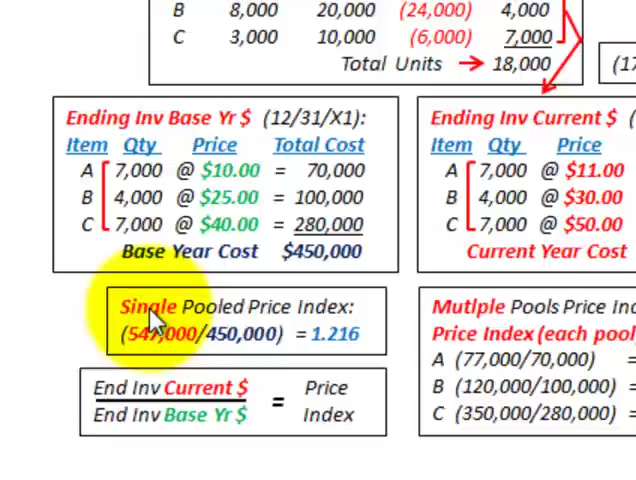 B 8,000 20,000 (24,000) 4,000
C 3,000 10,000 (6,000) 7,000
Total Units 18,000
(17
Ending Inv Base Yr $ (12/31/X1):
Item Qty Price Total Cost
A 7,000 @ $10.00 = 70,000
B 4,000 @ $25.00 = 100,000
C 7,000 @ $40.00 = 280,000
Base Year Cost $450,000
Ending Inv Current $ (
Item Qty Price
A 7,000 @ $11.00
B 4,000 @ $30.00
C 7,000 @ $50.00
Current Year Cost
Single Pooled Price Index:
(547,000/450,000) = 1.216
End Inv Current $
End Inv Base Yr $
= Price Index
Mutlple Pools Price Ind
Price Index (each pool
A (77,000/70,000) =
B (120,000/100,000) =
C (350,000/280,000) =